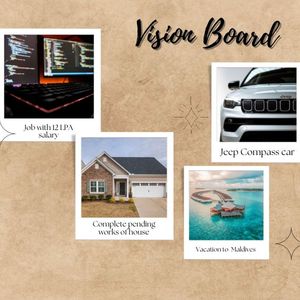 Vision Board
Job with 12 LPA
salary
Jeep Compass car
Complete pending
works of house
Vacation to Maldives